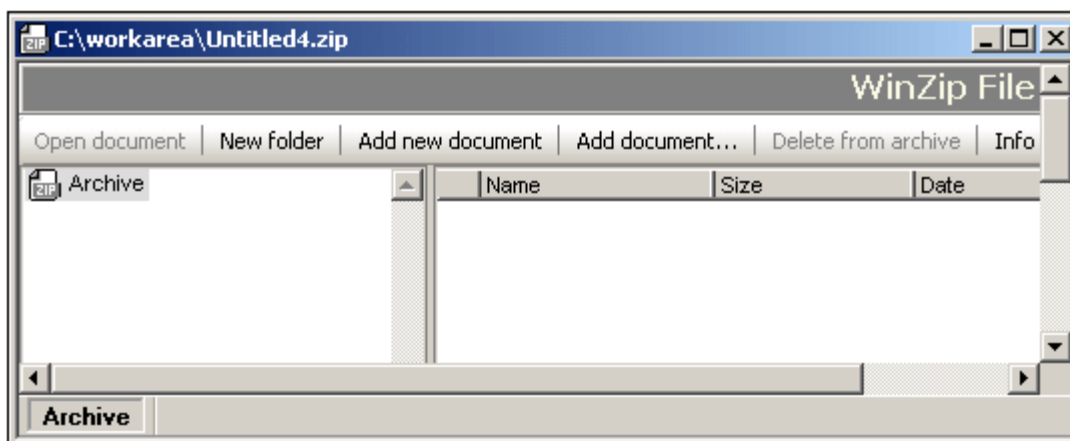 C:\workarea\Untitled4.zip
WinZip File
Open document | New folder | Add new document | Add document... | Delete from archive | Info
Archive Name Size Date
Archive